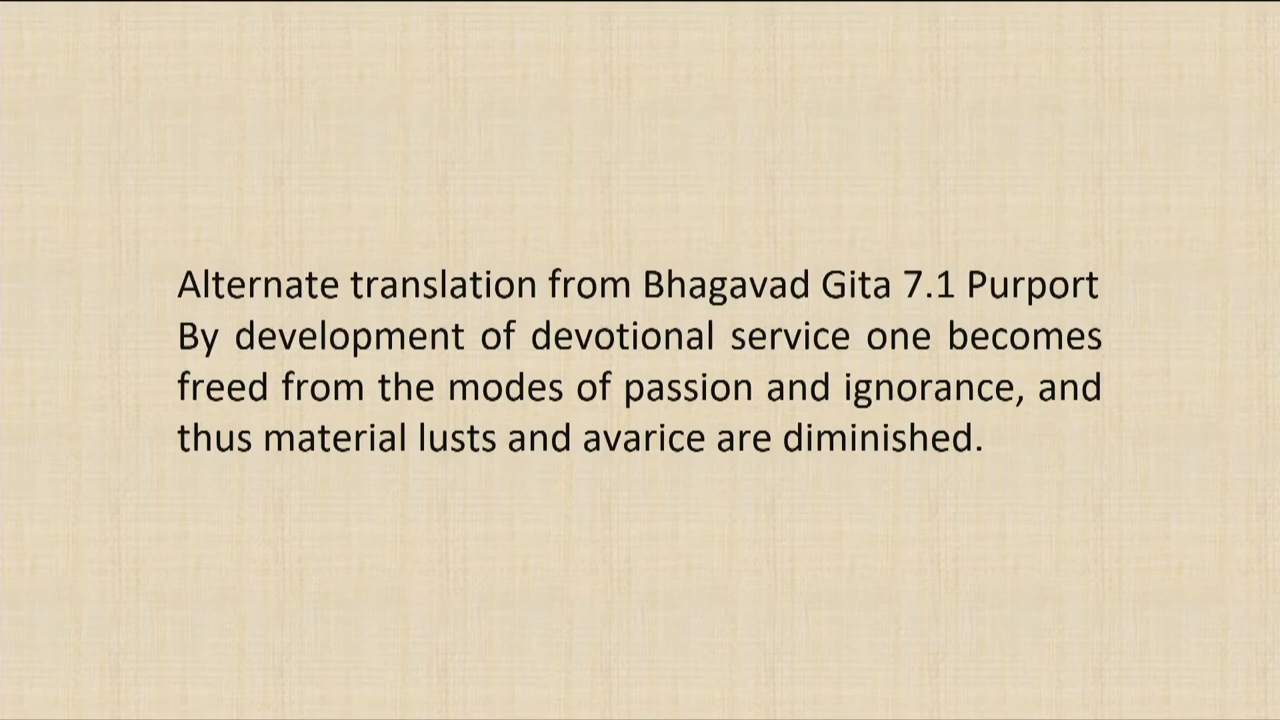 Alternate translation from Bhagavad Gita 7.1 Purport
By development of devotional service one becomes
freed from the modes of passion and ignorance, and
thus material lusts and avarice are diminished.